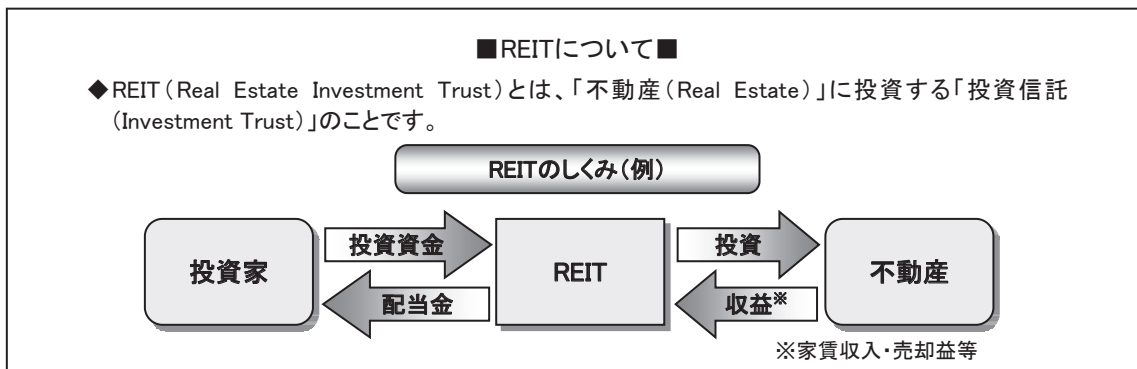 ■REITについて■
◆REIT(Real Estate Investment Trust)とは、「不動産(Real Estate)」に投資する「投資信託
(Investment Trust)」のことです。
REITのしくみ(例)
投資家
投資資金
配当金
REIT
投資
収益※
不動産
※家賃収入・売却益等